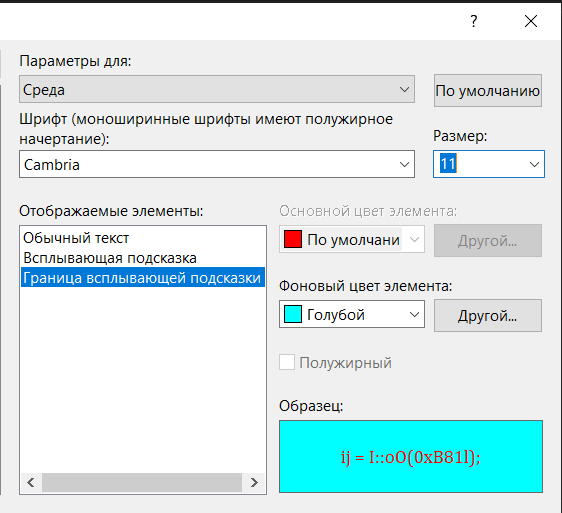 ?
Параметры для:
Среда
По умолчанию
Шрифт (моноширинные шрифты имеют полужирное
начертание):
Размер:
Cambria
11
Отображаемые элементы:
Основной цвет элемента:
Обычный текст
Всплывающая подсказка
Граница всплывающей подсказки
По умолчани
Другой...
Фоновый цвет элемента:
Голубой
Другой...
Полужирный
Образец:
ij = I::oO(0xB81l);